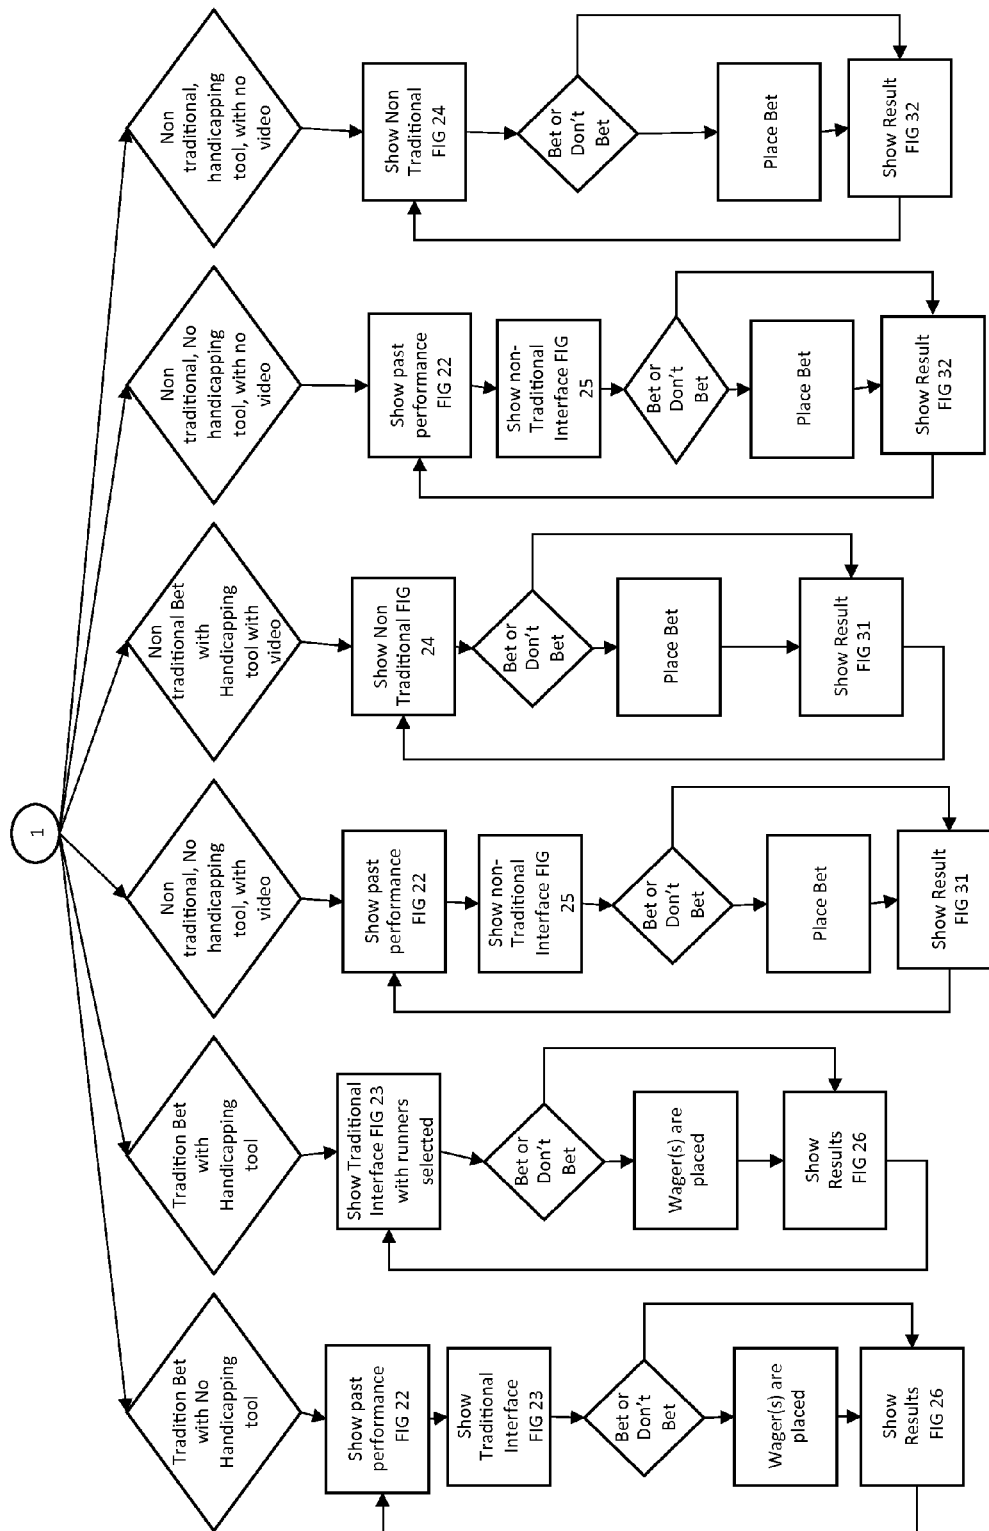 1
Tradition Bet
with No
Handicapping
tool
Show past
performance
FIG 22
Show
Traditional
Interface
FIG 23
Bet or
Don't
Bet
Wager(s) are
placed
Show
Results
FIG 26
Tradition Bet
with
Handicapping
tool
Show Traditional
Interface FIG 23
with runners
selected
Bet or
Don't
Bet
Wager(s) are
placed
Show
Results
FIG 26
Non
traditional, No
handicapping
tool, with
video
Show past
performance
FIG 22
Show non-
Traditional
Interface FIG
25
Bet or
Don't
Bet
Place Bet
Show Result
FIG 31
Non
traditional Bet
with
Handicapping
tool with
video
Show Non
Traditional FIG
24
Bet or
Don't
Bet
Place Bet
Show Result
FIG 31
Non
traditional, No
handicapping
tool, with no
video
Show past
performance
FIG 22
Show non-
Traditional
Interface FIG
25
Bet or
Don't
Bet
Place Bet
Show Result
FIG 32
Non
traditional,
handicapping
tool, with no
video
Show Non
Traditional
FIG 24
Bet or
Don't
Bet
Place Bet
Show Result
FIG 32